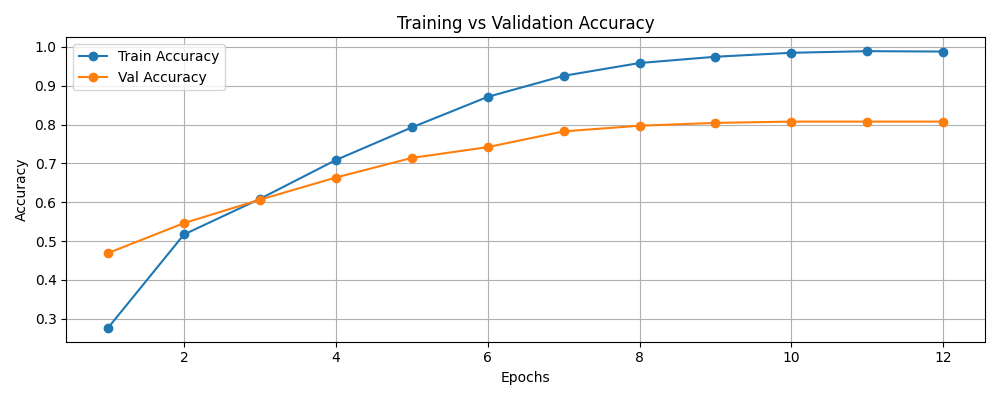 Training vs Validation Accuracy
Train Accuracy
Val Accuracy
1.0
0.9
0.8
0.7
0.6
0.5
0.4
0.3
Accuracy
2 4 6 8 10 12
Epochs